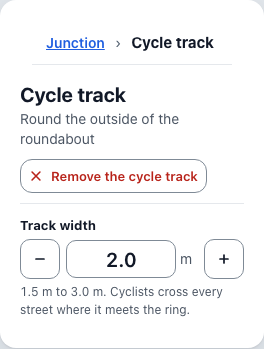 Junction › Cycle track
Cycle track
Round the outside of the
roundabout
× Remove the cycle track
Track width
− 2.0 m +
1.5 m to 3.0 m. Cyclists cross every
street where it meets the ring.